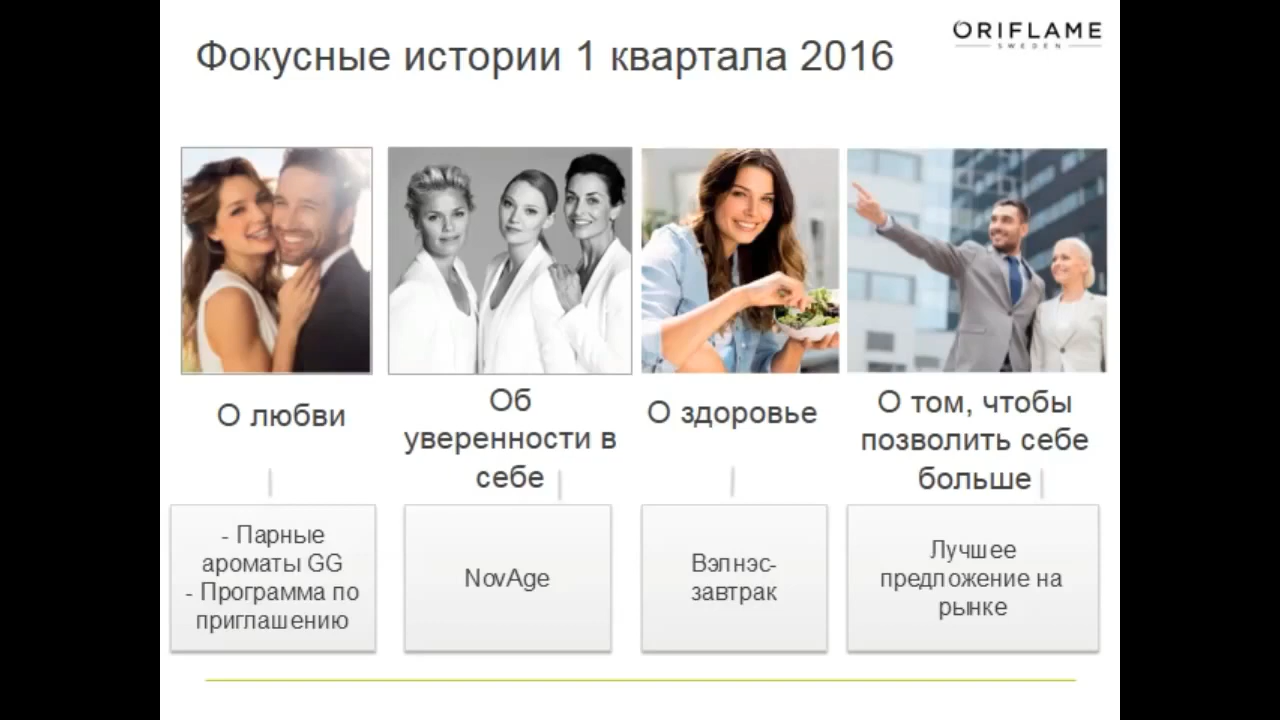 Фокусные истории 1 квартала 2016
ORIFLAME
SWEDEN
О любви
Об
уверенности в
себе
О здоровье
О том, чтобы
позволить себе
больше
- Парные
ароматы GG
- Программа по
приглашению
NovAge
Вэлнэс-
завтрак
Лучшее
предложение на
рынке